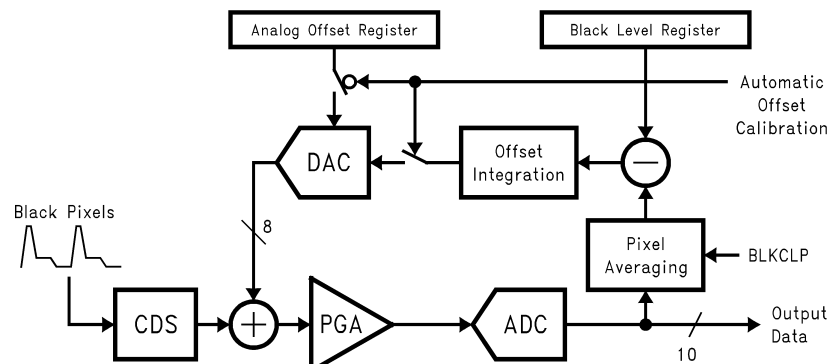 Analog Offset Register
Black Level Register
Automatic
Offset
Calibration
DAC
Offset
Integration
−
8
Black Pixels
Pixel
Averaging
BLKCLP
CDS
+
PGA
ADC
Output
Data
10